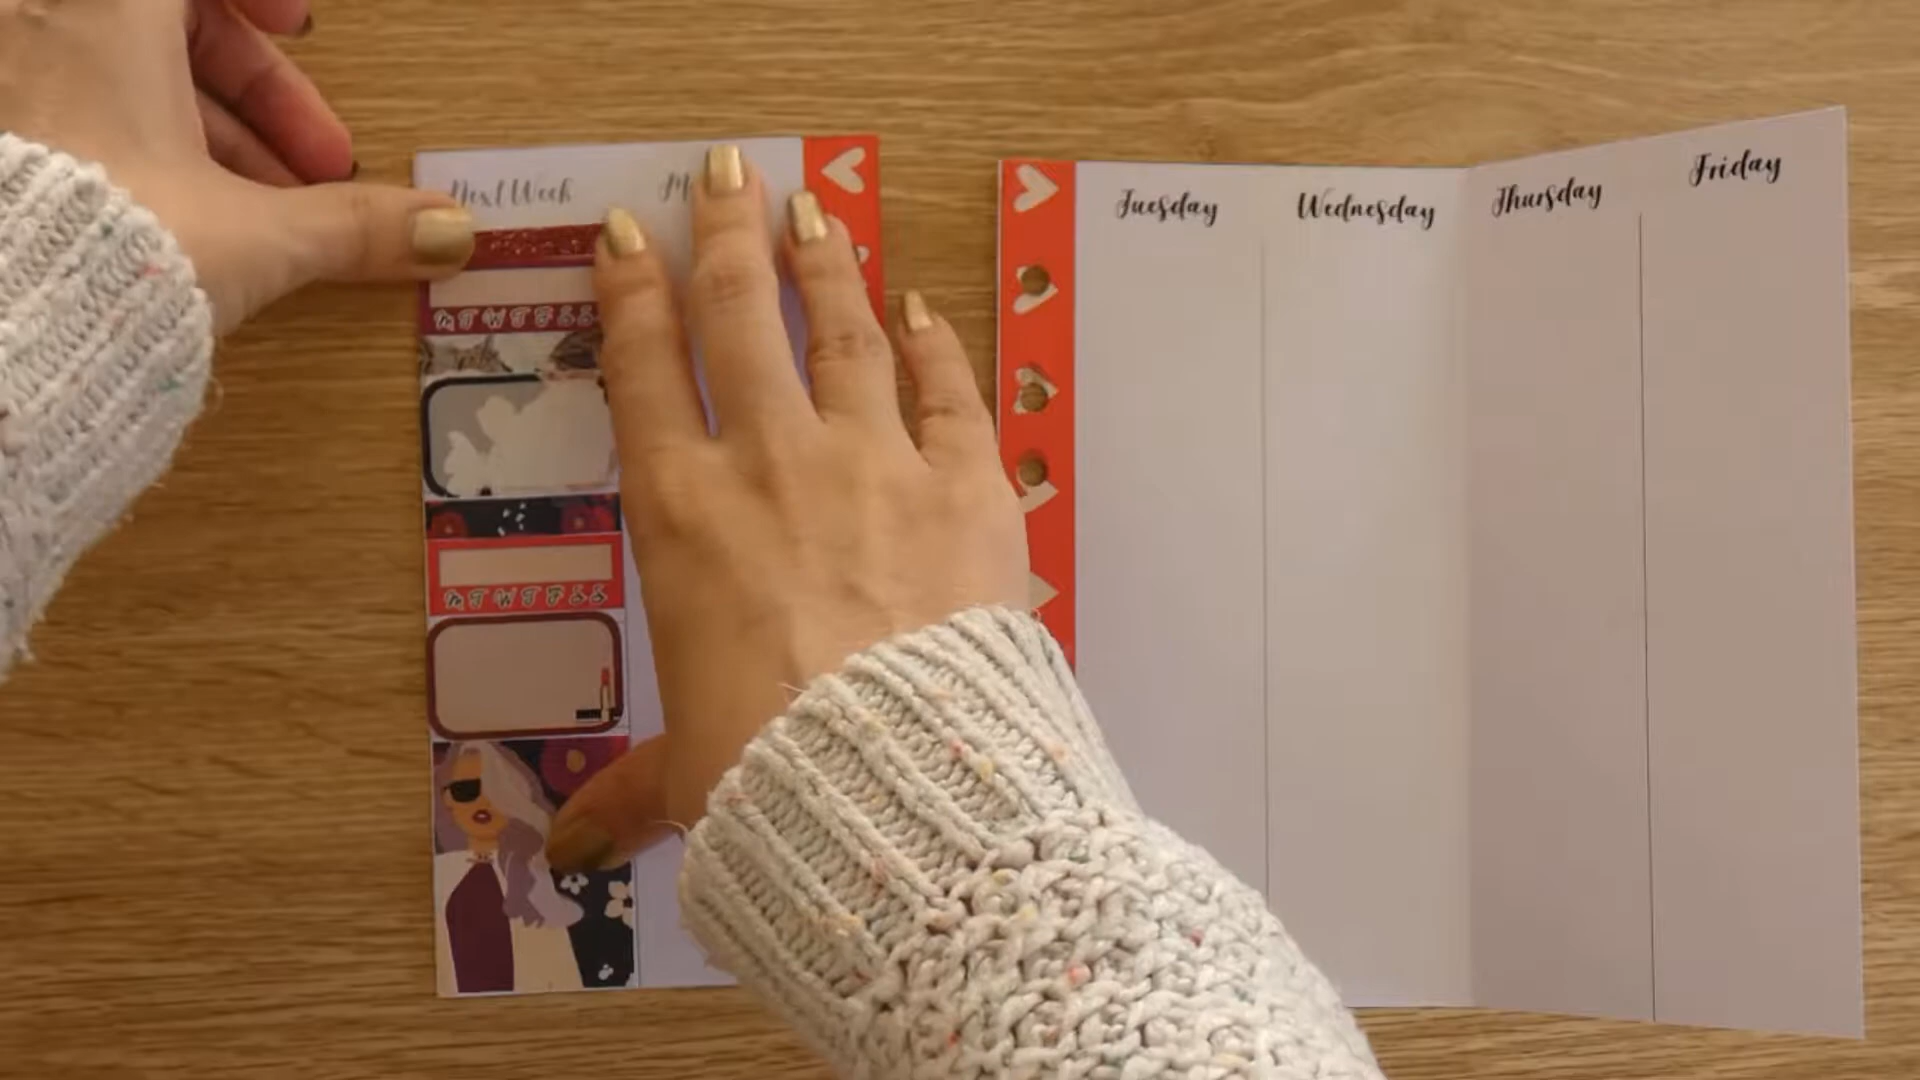 Next Week
Tuesday
Wednesday
Thursday
Friday
M T W T F S S
M T W T F S S